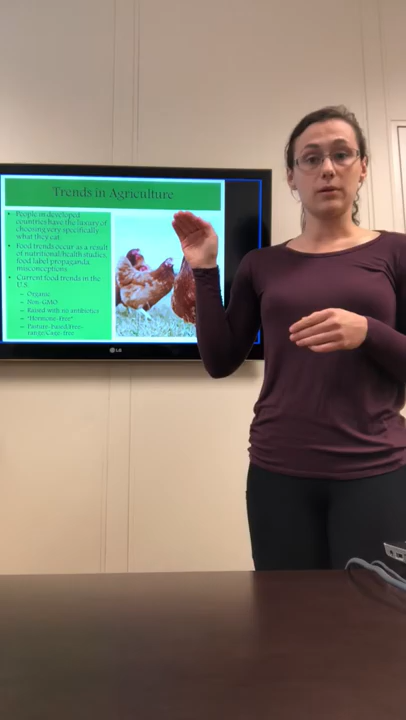 Trends in Agriculture
• People in developed
countries have the luxury of
choosing very specifically
what they eat.
• Food trends occur as a result
of nutritional/health studies,
food label propaganda,
misconceptions
• Current food trends in the
U.S.
– Organic
– Non-GMO
– Raised with no antibiotics
– "Hormone-Free"
– Pasture-based/Free-
range/Cage-free
LG